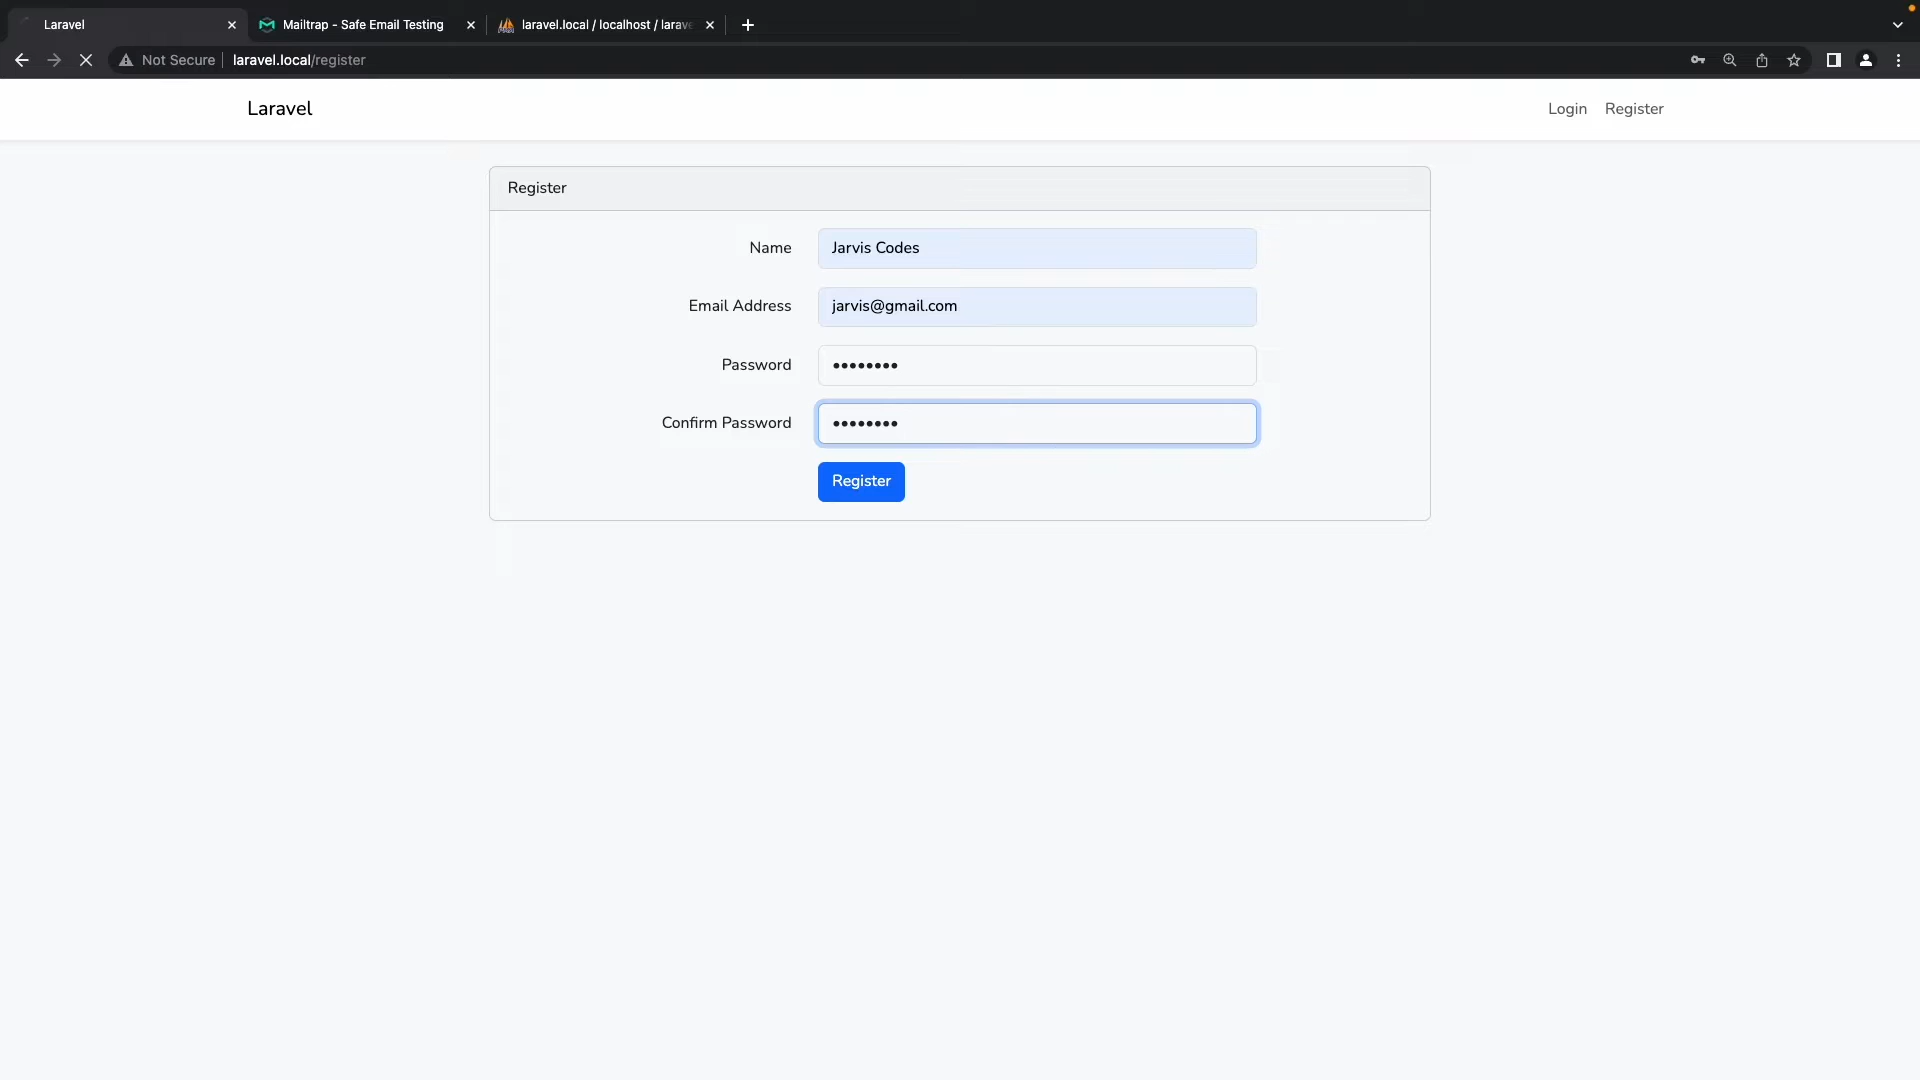 Laravel
Mailtrap - Safe Email Testing
laravel.local / localhost / larav
Not Secure
laravel.local/register
Laravel
Login
Register
Register
Name
Jarvis Codes
Email Address
jarvis@gmail.com
Password
••••••••
Confirm Password
••••••••
Register